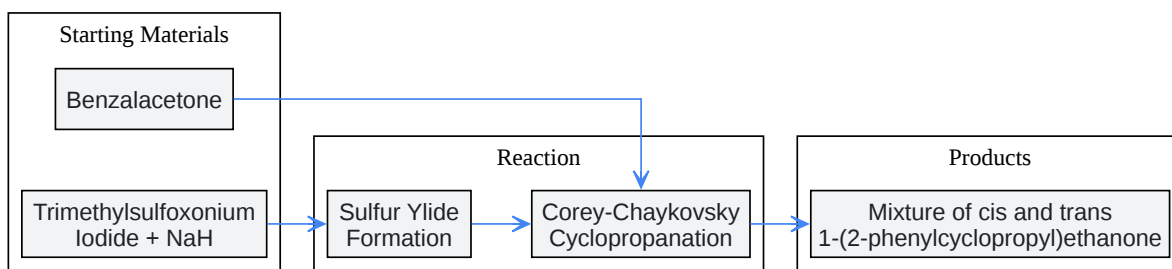 Starting Materials
Benzalacetone
Trimethylsulfoxonium
Iodide + NaH
Reaction
Sulfur Ylide
Formation
Corey-Chaykovsky
Cyclopropanation
Products
Mixture of cis and trans
1-(2-phenylcyclopropyl)ethanone